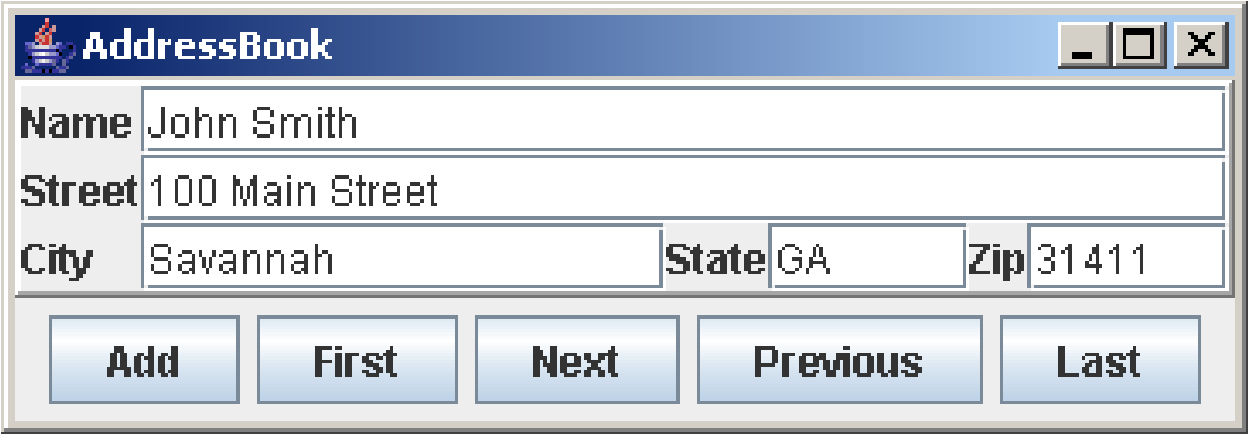 AddressBook
Name John Smith
Street 100 Main Street
City Savannah State GA Zip 31411
Add First Next Previous Last